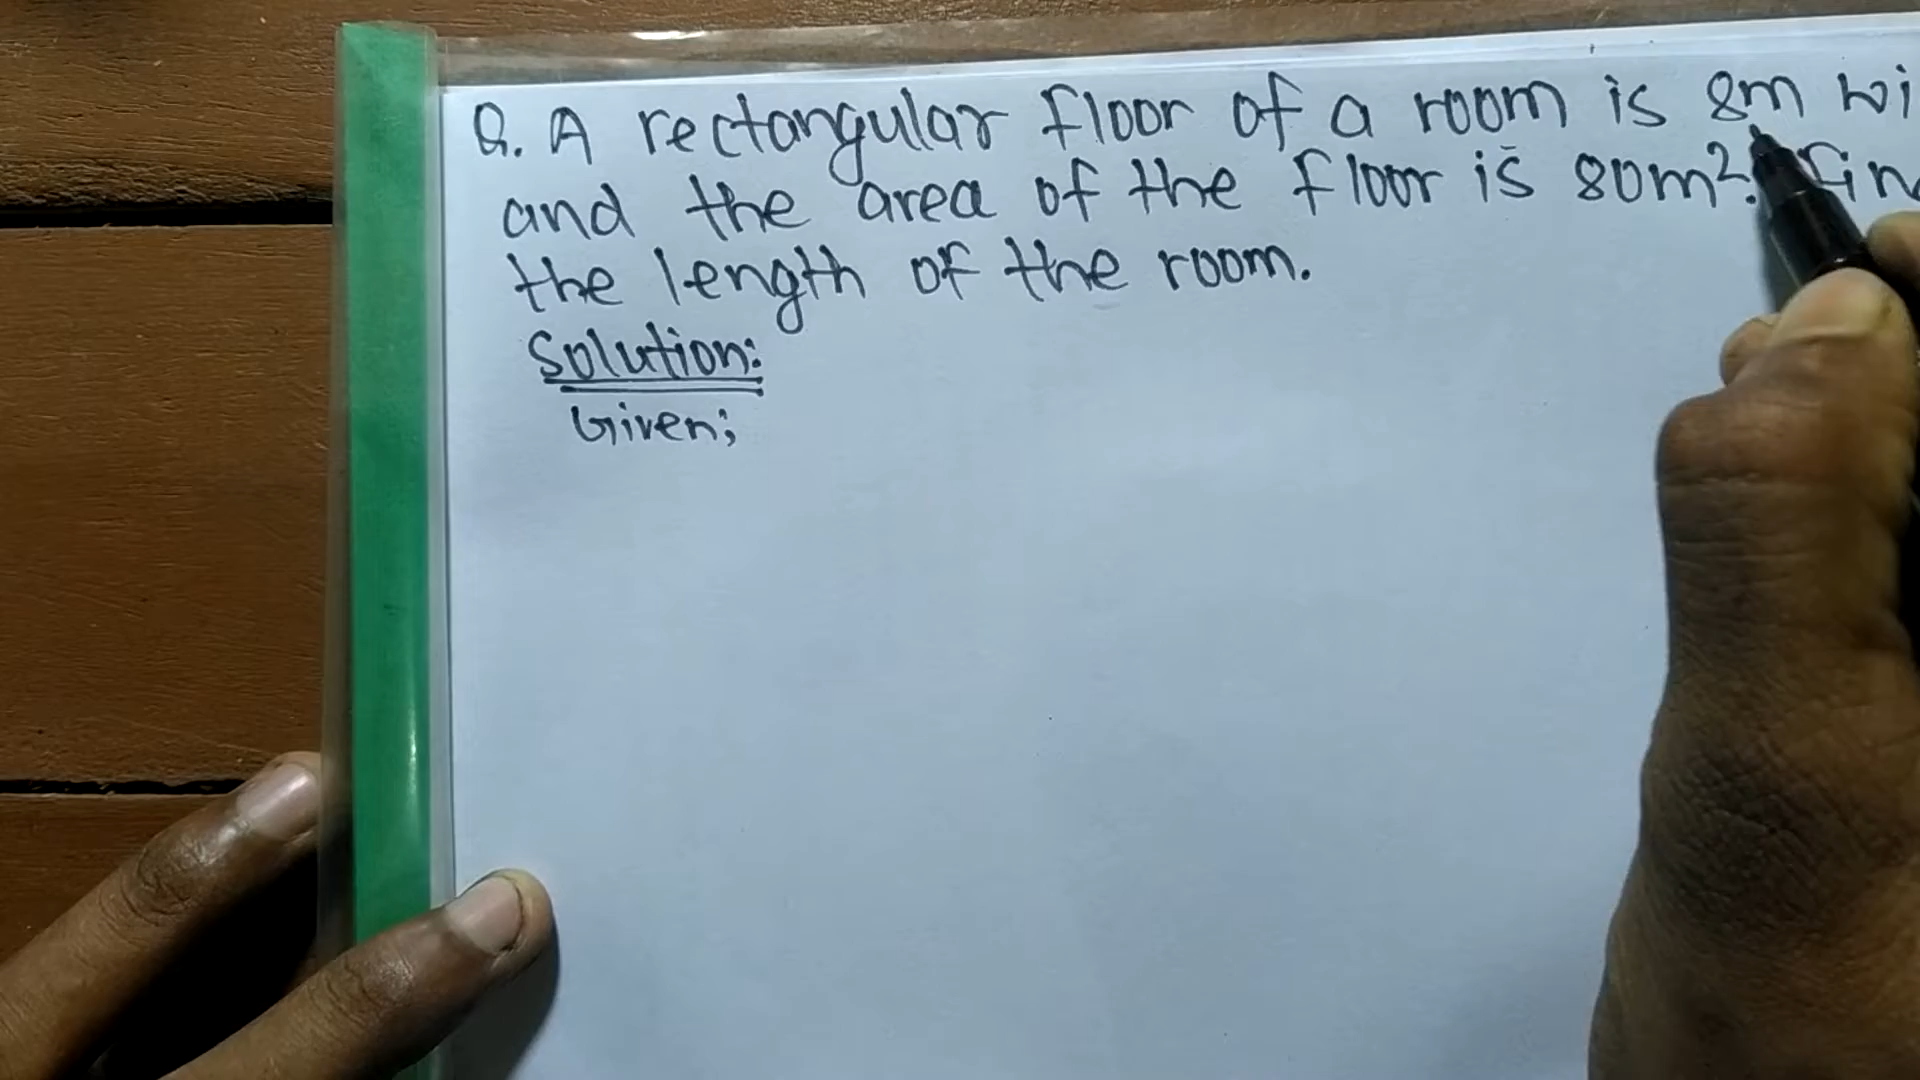 Q. A rectangular floor of a room is 8m wi
and the area of the floor is 80m². Fin
the length of the room.
Solution:
Given;